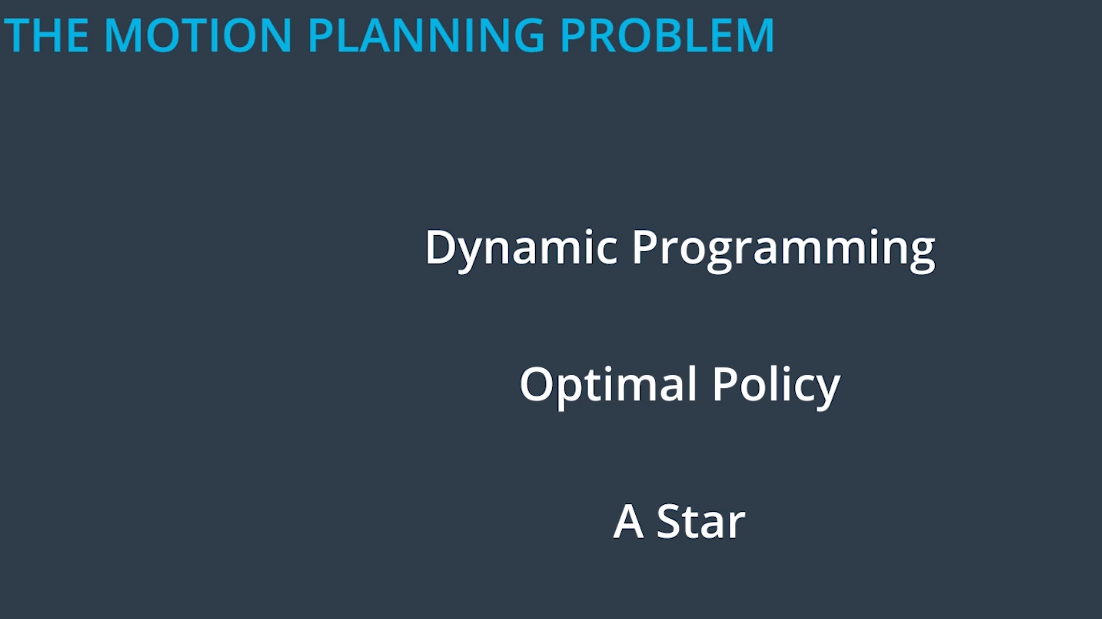 THE MOTION PLANNING PROBLEM
Dynamic Programming
Optimal Policy
A Star